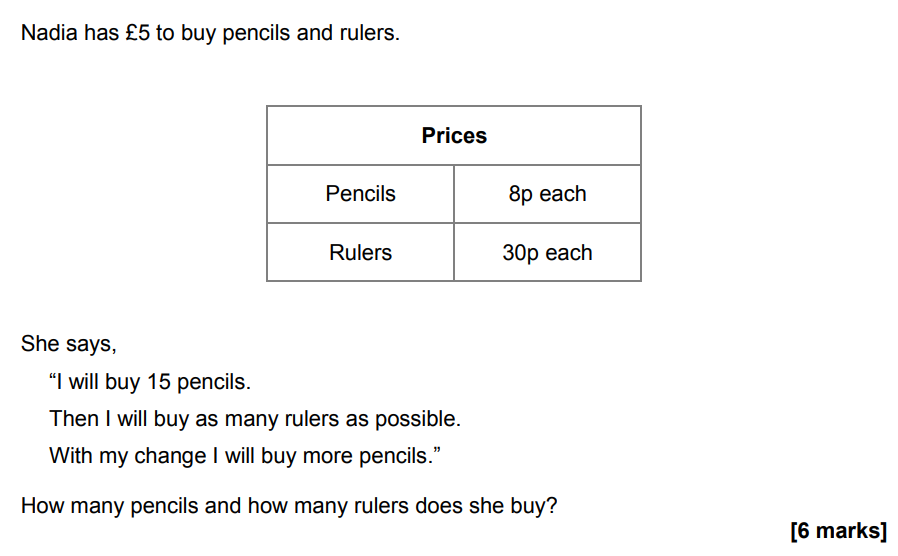 Nadia has £5 to buy pencils and rulers.
Prices
Pencils 8p each
Rulers 30p each
She says,
“I will buy 15 pencils.
Then I will buy as many rulers as possible.
With my change I will buy more pencils.”
How many pencils and how many rulers does she buy?
[6 marks]